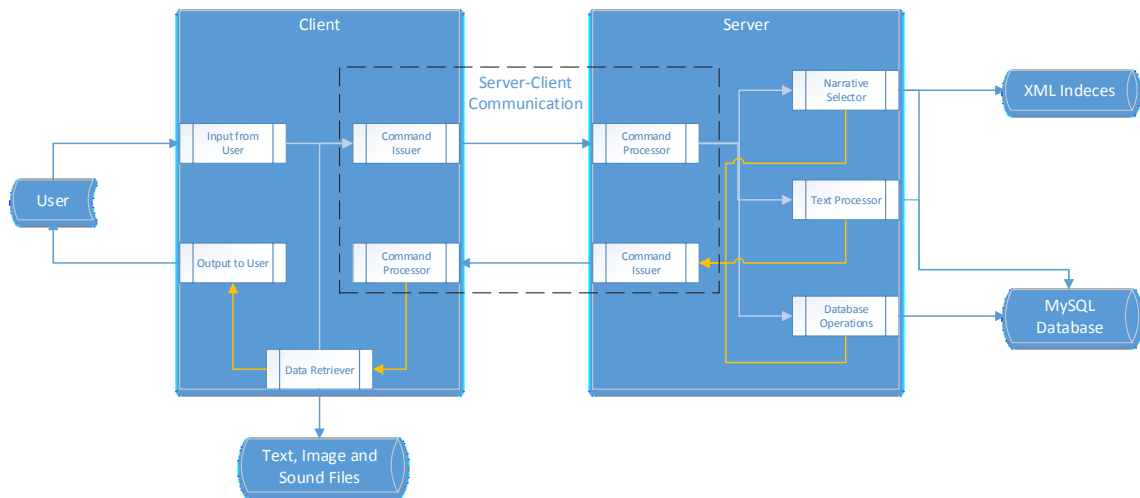 Client
Server
Server-Client
Communication
Narrative
Selector
XML Indeces
Input from
User
Command
Issuer
Command
Processor
User
Text Processor
Output to User
Command
Processor
Command
Issuer
Database
Operations
MySQL
Database
Data Retriever
Text, Image and
Sound Files